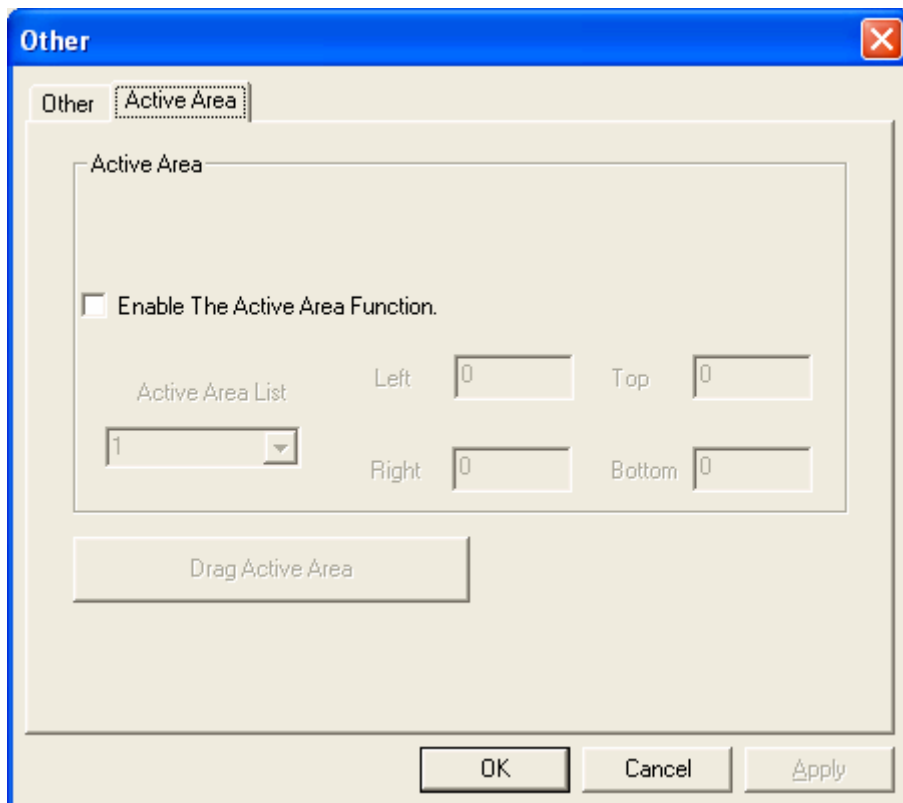 Other
Other Active Area
Active Area
Enable The Active Area Function.
Active Area List
1
Left 0 Top 0
Right 0 Bottom 0
Drag Active Area
OK Cancel Apply